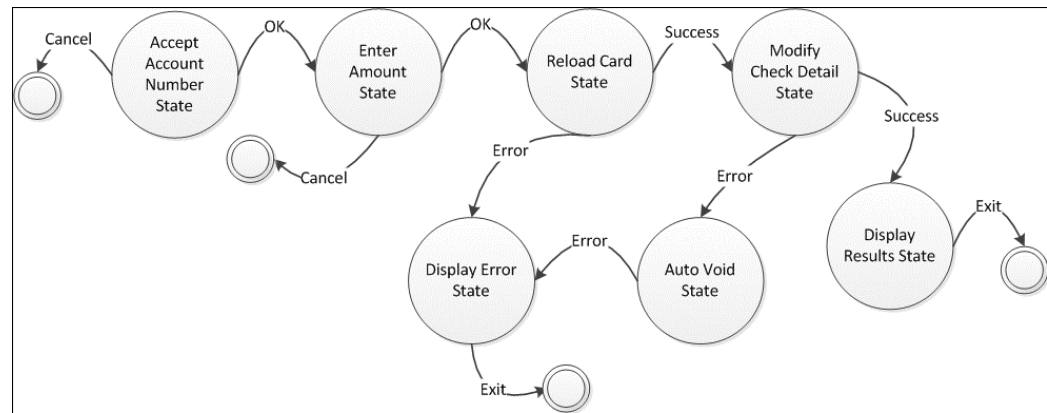 Cancel
Accept
Account
Number
State
OK
Enter
Amount
State
OK
Reload Card
State
Success
Modify
Check Detail
State
Success
Cancel
Error
Error
Display Error
State
Error
Auto Void
State
Display
Results State
Exit
Exit